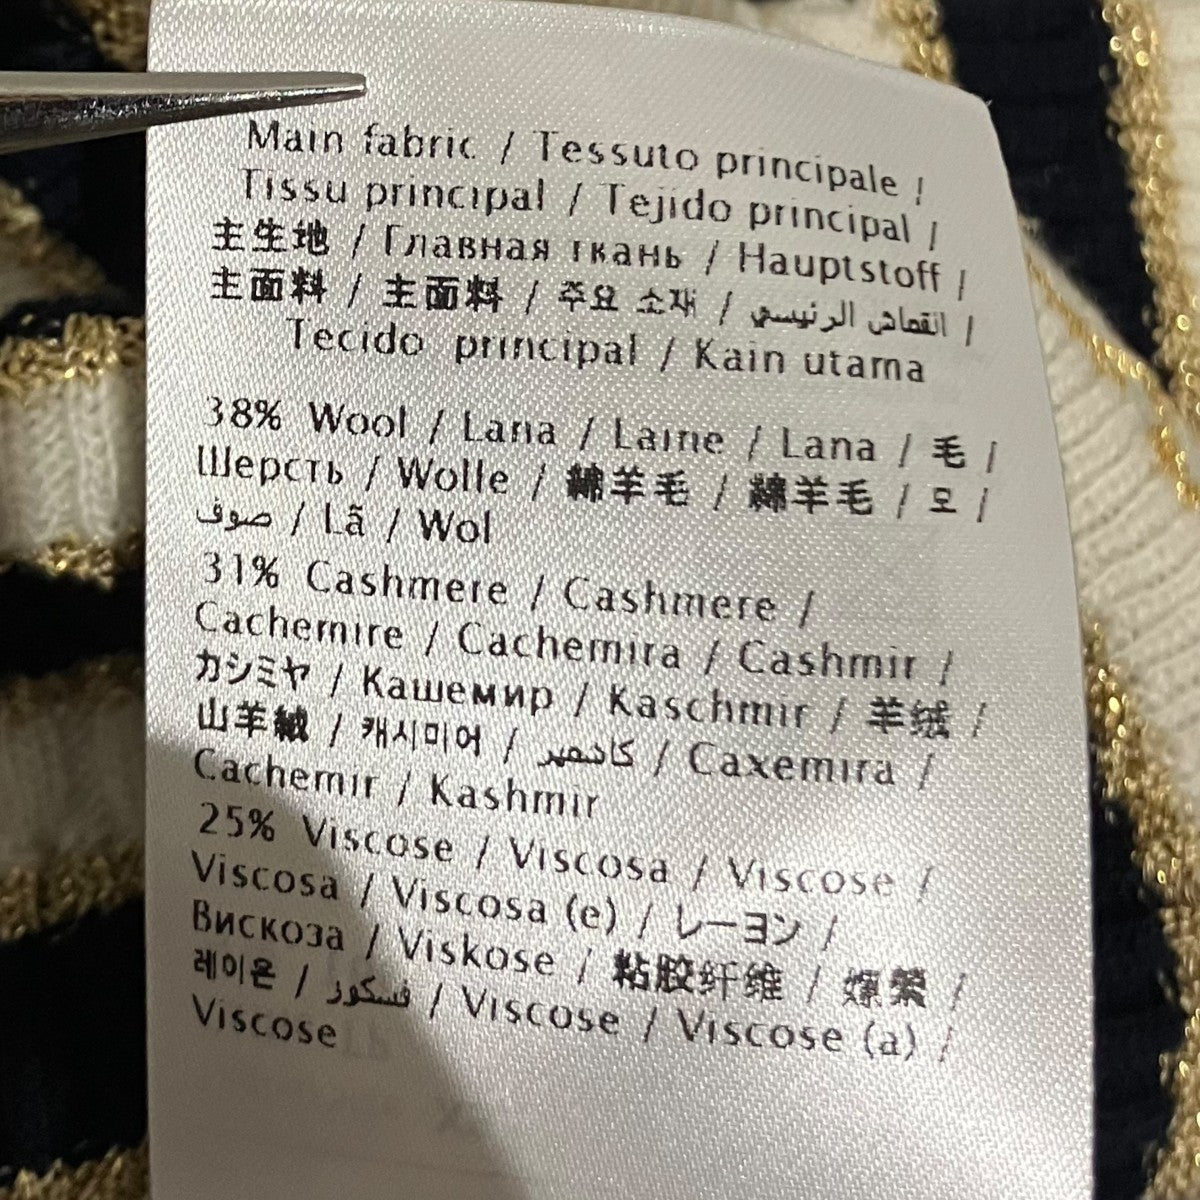 Main fabric / Tessuto principale /
Tissu principal / Tejido principal /
主生地 / Главная ткань / Hauptstoff /
主面料 / 主面料 / 주요 소재 / القماش الرئيسي /
Tecido principal / Kain utama
38% Wool / Lana / Laine / Lana / 毛 /
Шерсть / Wolle / 綿羊毛 / 綿羊毛 / 모 /
صوف / Lã / Wol
31% Cashmere / Cashmere /
Cachemire / Cachemira / Cashmir /
カシミヤ / Кашемир / Kaschmir / 羊绒 /
山羊絨 / 캐시미어 / كاشمير / Caxemira /
Cachemir / Kashmir
25% Viscose / Viscosa / Viscose /
Viscosa / Viscosa (e) / レーヨン /
Вискоза / Viskose / 粘胶纤维 / 嫘縈 /
레이온 / فسكوز / Viscose / Viscose (a) /
Viscose